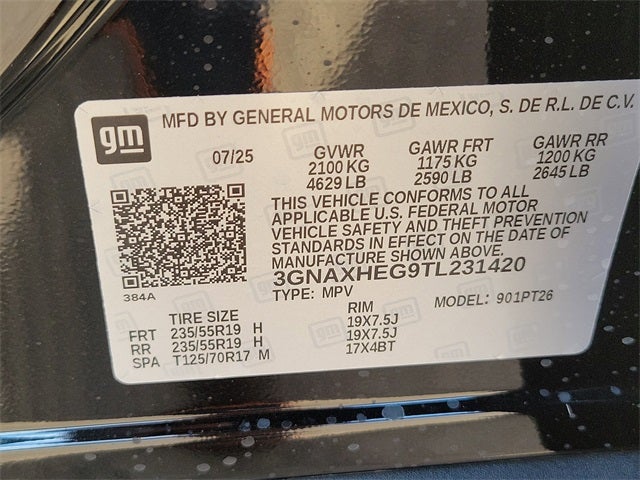 gm
MFD BY GENERAL MOTORS DE MEXICO, S. DE R.L. DE C.V.
07/25 GVWR GAWR FRT GAWR RR
2100 KG 1175 KG 1200 KG
4629 LB 2590 LB 2645 LB
THIS VEHICLE CONFORMS TO ALL
APPLICABLE U.S. FEDERAL MOTOR
VEHICLE SAFETY AND THEFT PREVENTION
STANDARDS IN EFFECT ON THE DATE OF
MANUFACTURE SHOWN ABOVE.
3GNAXHEG9TL231420
384A
TYPE: MPV MODEL: 901PT26
TIRE SIZE RIM
FRT 235/55R19 H 19X7.5J
RR 235/55R19 H 19X7.5J
SPA T125/70R17 M 17X4BT